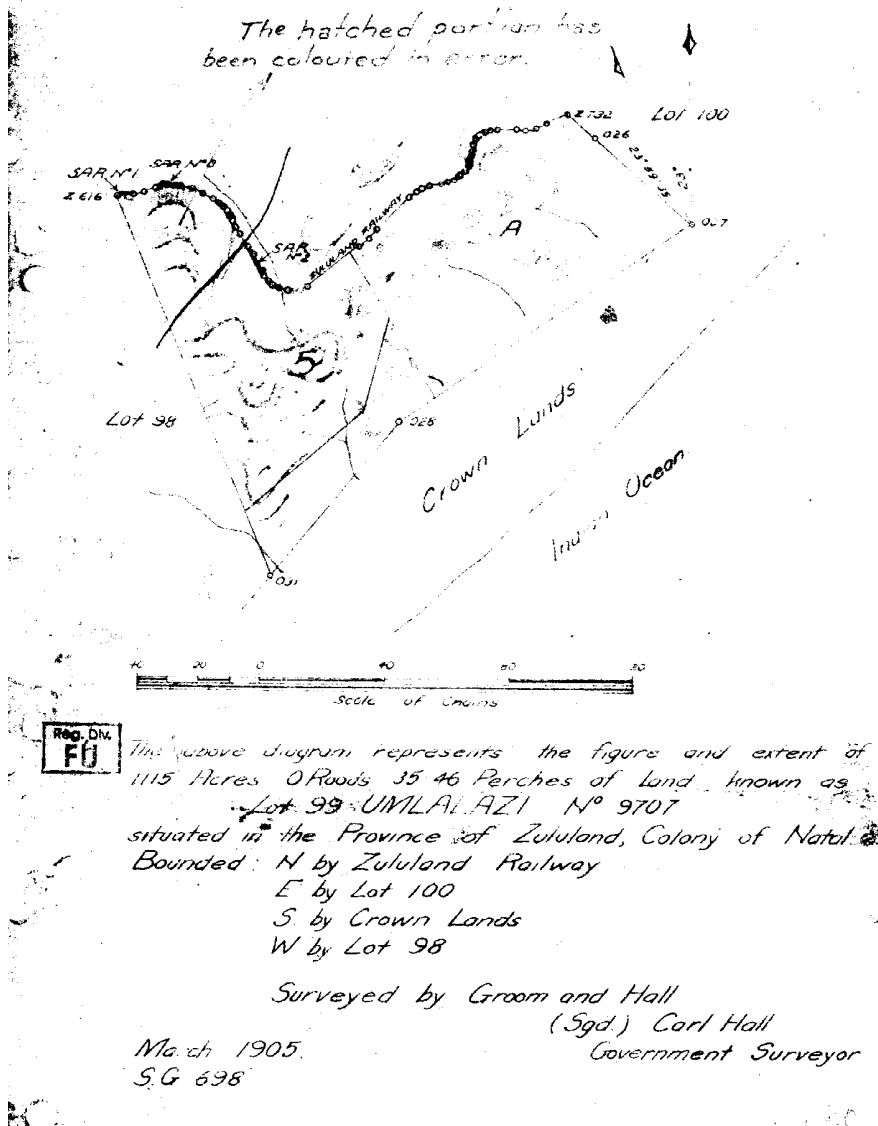 The hatched portion has
been coloured in error.
Z 732
Lot 100
026
SAR Nº1
Z 616
ZULULAND RAILWAY
A
SAR
Nº2
Lot 98
028
Crown Lands
Indian Ocean
031
40 20 0 40 80
Scale of Chains
Reg. Div.
FU
The above diagram represents the figure and extent of
1115 Acres 0 Roods 35 46 Perches of Land known as
Lot 99 UMLALAZI Nº 9707
situated in the Province of Zululand, Colony of Natal
Bounded: N by Zululand Railway
E by Lot 100
S by Crown Lands
W by Lot 98
Surveyed by Groom and Hall
(Sgd.) Carl Hall
March 1905.
Government Surveyor
S.G 698